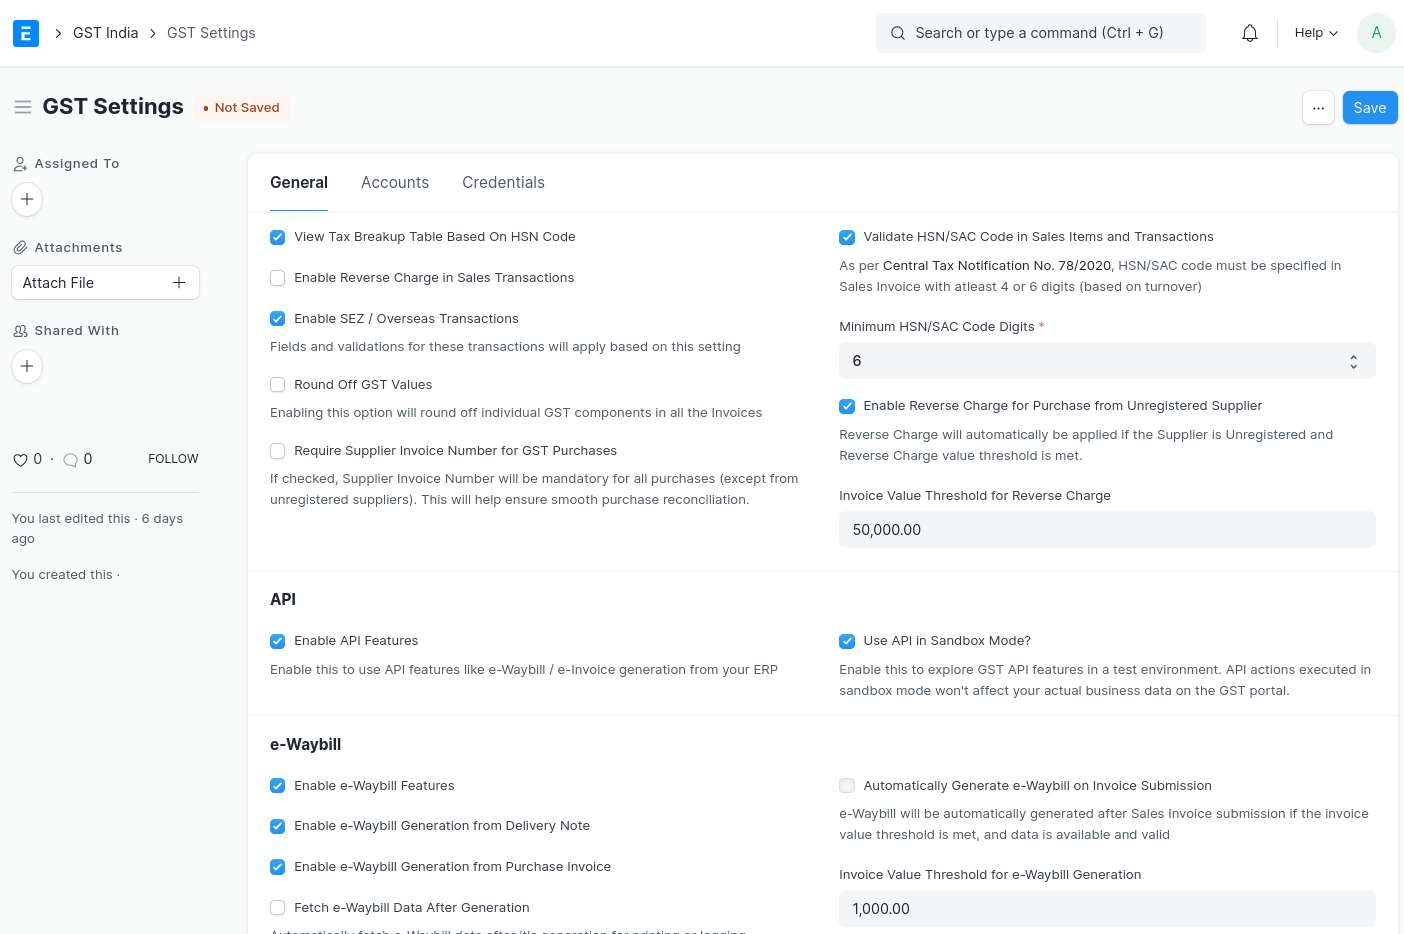 E GST India GST Settings
Search or type a command (Ctrl + G)
Help
A
GST Settings
• Not Saved
...
Save
Assigned To
Attachments
Attach File
Shared With
0 · 0 FOLLOW
You last edited this · 6 days
ago
You created this ·
General Accounts Credentials
View Tax Breakup Table Based On HSN Code
Enable Reverse Charge in Sales Transactions
Enable SEZ / Overseas Transactions
Fields and validations for these transactions will apply based on this setting
Round Off GST Values
Enabling this option will round off individual GST components in all the Invoices
Require Supplier Invoice Number for GST Purchases
If checked, Supplier Invoice Number will be mandatory for all purchases (except from
unregistered suppliers). This will help ensure smooth purchase reconciliation.
Validate HSN/SAC Code in Sales Items and Transactions
As per Central Tax Notification No. 78/2020, HSN/SAC code must be specified in
Sales Invoice with atleast 4 or 6 digits (based on turnover)
Minimum HSN/SAC Code Digits *
6
Enable Reverse Charge for Purchase from Unregistered Supplier
Reverse Charge will automatically be applied if the Supplier is Unregistered and
Reverse Charge value threshold is met.
Invoice Value Threshold for Reverse Charge
50,000.00
API
Enable API Features
Enable this to use API features like e-Waybill / e-Invoice generation from your ERP
Use API in Sandbox Mode?
Enable this to explore GST API features in a test environment. API actions executed in
sandbox mode won't affect your actual business data on the GST portal.
e-Waybill
Enable e-Waybill Features
Enable e-Waybill Generation from Delivery Note
Enable e-Waybill Generation from Purchase Invoice
Fetch e-Waybill Data After Generation
Automatically fetch e-Waybill data after it's generation for printing or logging
Automatically Generate e-Waybill on Invoice Submission
e-Waybill will be automatically generated after Sales Invoice submission if the invoice
value threshold is met, and data is available and valid
Invoice Value Threshold for e-Waybill Generation
1,000.00